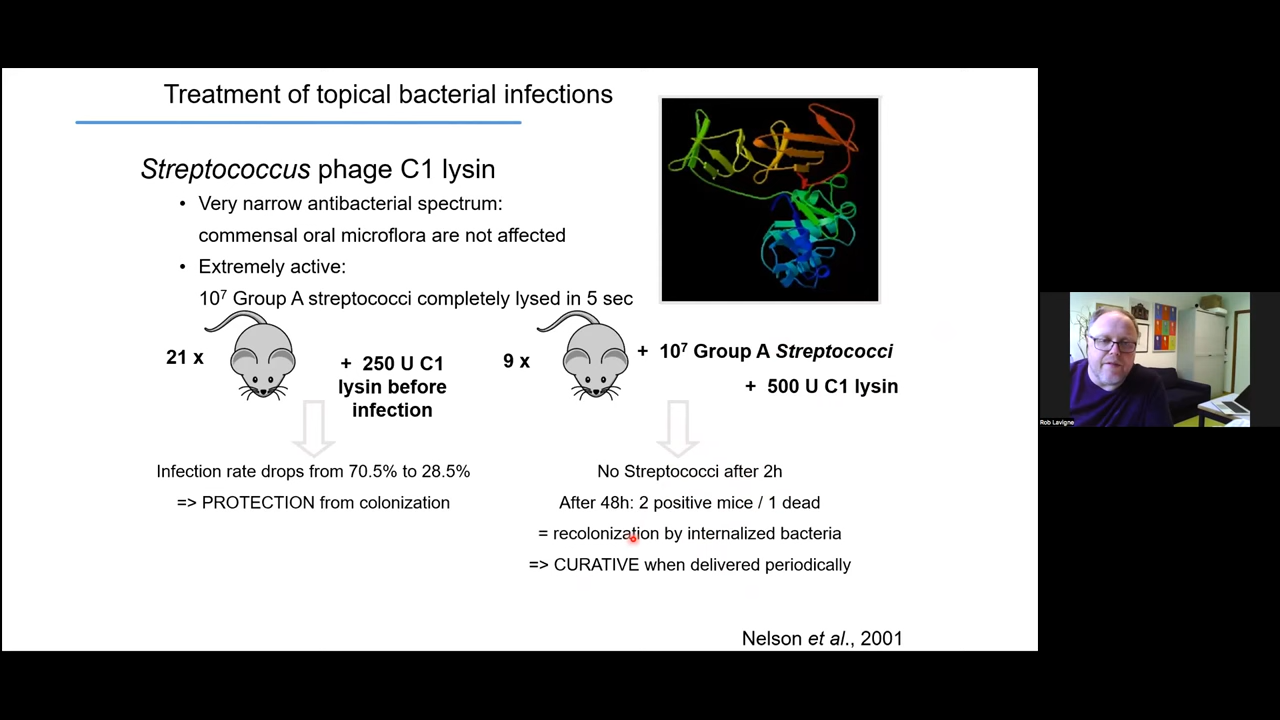 Treatment of topical bacterial infections
Streptococcus phage C1 lysin
• Very narrow antibacterial spectrum:
commensal oral microflora are not affected
• Extremely active:
10⁷ Group A streptococci completely lysed in 5 sec
21 x
+ 250 U C1
lysin before
infection
9 x
+ 10⁷ Group A Streptococci
+ 500 U C1 lysin
Infection rate drops from 70.5% to 28.5%
=> PROTECTION from colonization
No Streptococci after 2h
After 48h: 2 positive mice / 1 dead
= recolonization by internalized bacteria
=> CURATIVE when delivered periodically
Nelson et al., 2001
Rob Lavigne